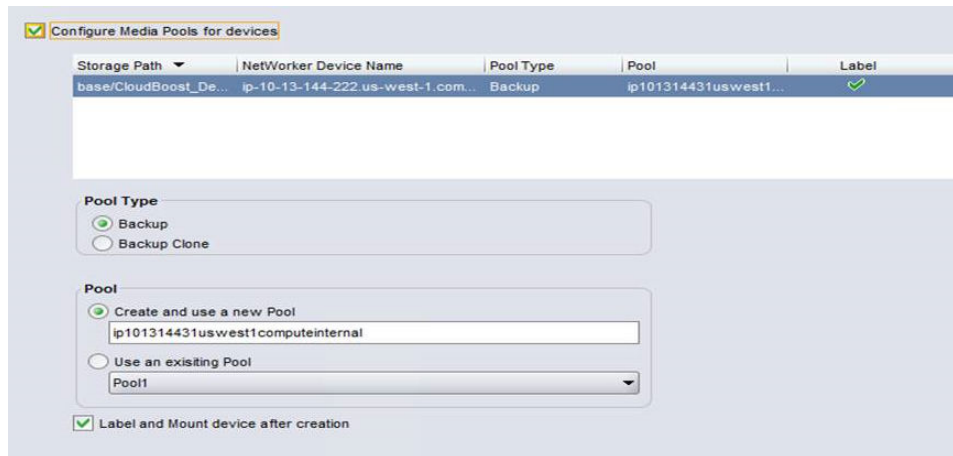 Configure Media Pools for devices
Storage Path NetWorker Device Name Pool Type Pool Label
base/CloudBoost_De... ip-10-13-144-222.us-west-1.com... Backup ip101314431uswest1...
Pool Type
Backup
Backup Clone
Pool
Create and use a new Pool
ip101314431uswest1computeinternal
Use an exisiting Pool
Pool1
Label and Mount device after creation